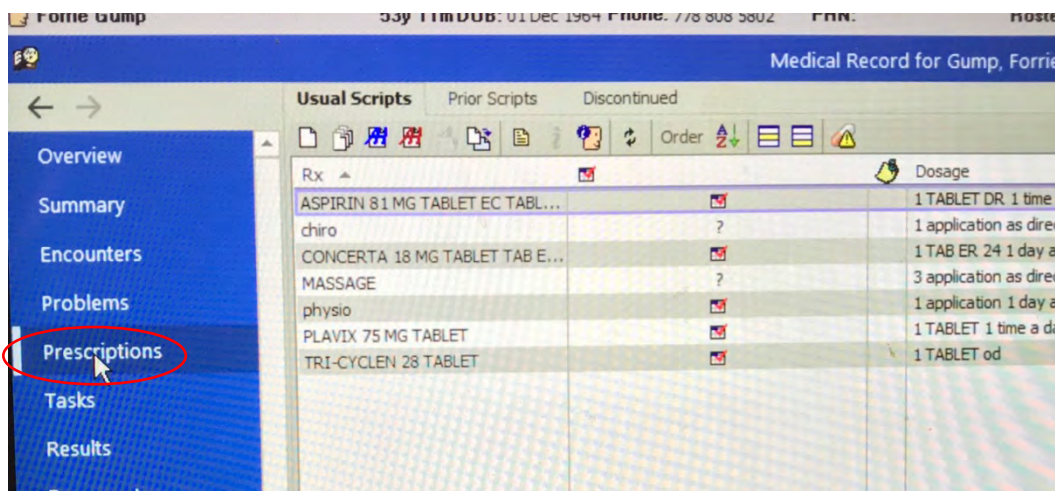 Forrie Gump 53y 11m DOB: 01 Dec 1964 Phone: 778 808 5802 PHN:
Medical Record for Gump, Forrie
Usual Scripts Prior Scripts Discontinued
Order
Overview
Rx Dosage
Summary
ASPIRIN 81 MG TABLET EC TABL... 1 TABLET DR 1 time
chiro ? 1 application as dire
Encounters
CONCERTA 18 MG TABLET TAB E... 1 TAB ER 24 1 day a
MASSAGE ? 3 application as dire
Problems
physio 1 application 1 day a
PLAVIX 75 MG TABLET 1 TABLET 1 time a da
Prescriptions
TRI-CYCLEN 28 TABLET 1 TABLET od
Tasks
Results